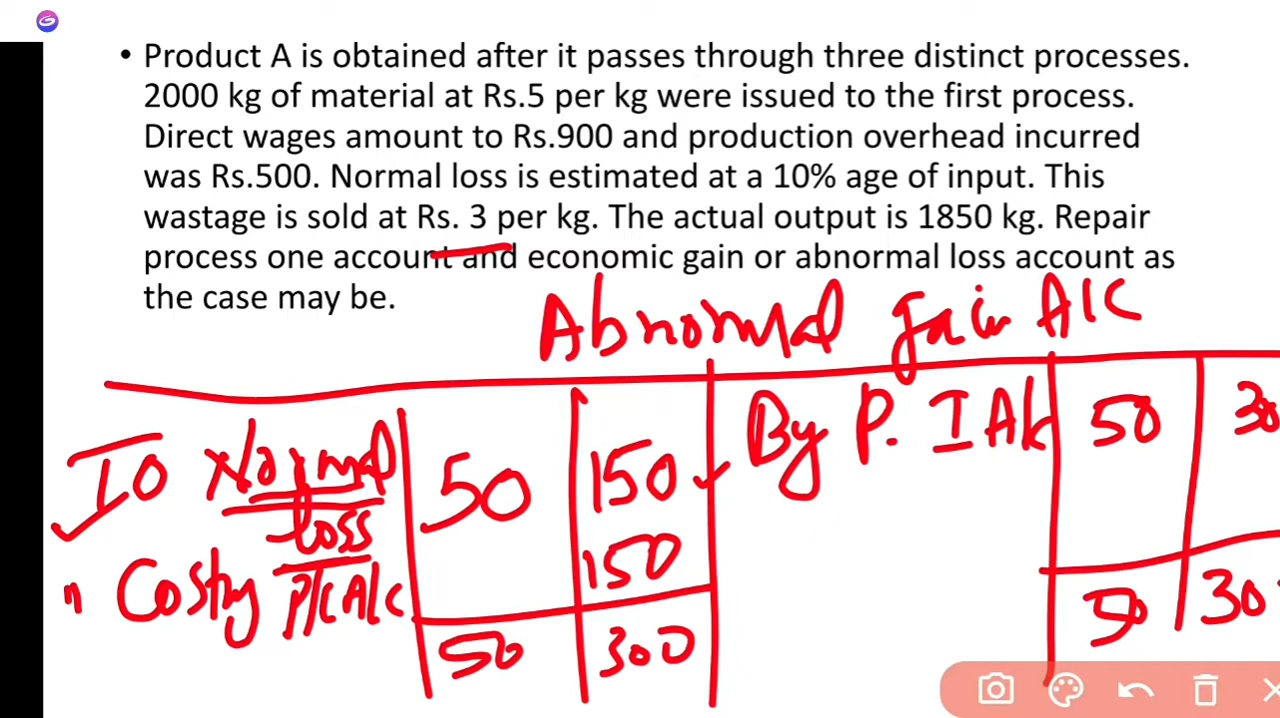 • Product A is obtained after it passes through three distinct processes.
2000 kg of material at Rs.5 per kg were issued to the first process.
Direct wages amount to Rs.900 and production overhead incurred
was Rs.500. Normal loss is estimated at a 10% age of input. This
wastage is sold at Rs. 3 per kg. The actual output is 1850 kg. Repair
process one account and economic gain or abnormal loss account as
the case may be.
Abnormal gain A/C
To Normal loss 50 150 By P. I A/c 50 30
" Costing P/L A/c 150
50 300 50 30